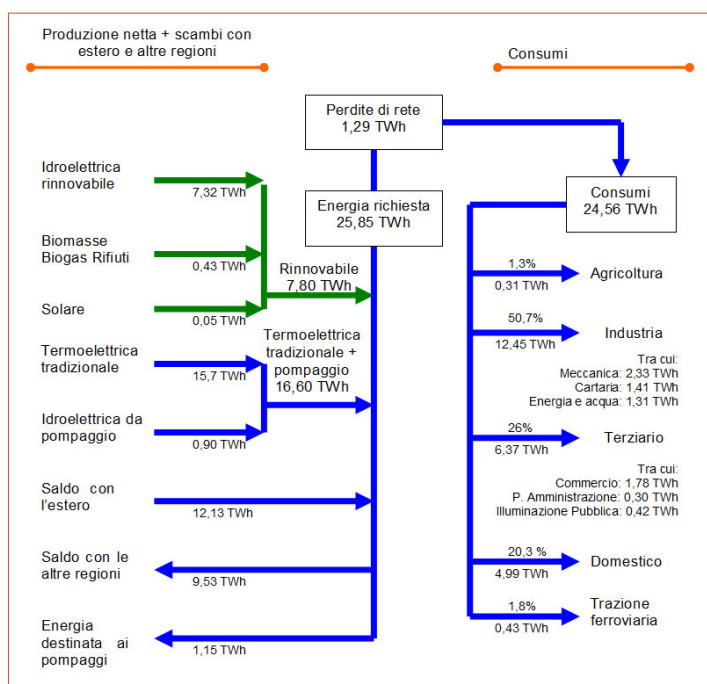 Produzione netta + scambi con
estero e altre regioni
Consumi
Perdite di rete
1,29 TWh
Energia richiesta
25,85 TWh
Consumi
24,56 TWh
Idroelettrica
rinnovabile
7,32 TWh
Biomasse
Biogas Rifiuti
0,43 TWh
Solare
0,05 TWh
Rinnovabile
7,80 TWh
Termoelettrica
tradizionale
15,7 TWh
Idroelettrica da
pompaggio
0,90 TWh
Termoelettrica
tradizionale +
pompaggio
16,60 TWh
Saldo con
l'estero
12,13 TWh
Saldo con le
altre regioni
9,53 TWh
Energia
destinata ai
pompaggi
1,15 TWh
1,3%
0,31 TWh
Agricoltura
50,7%
12,45 TWh
Industria
Tra cui:
Meccanica: 2,33 TWh
Cartaria: 1,41 TWh
Energia e acqua: 1,31 TWh
26%
6,37 TWh
Terziario
Tra cui:
Commercio: 1,78 TWh
P. Amministrazione: 0,30 TWh
Illuminazione Pubblica: 0,42 TWh
20,3 %
4,99 TWh
Domestico
1,8%
0,43 TWh
Trazione
ferroviaria